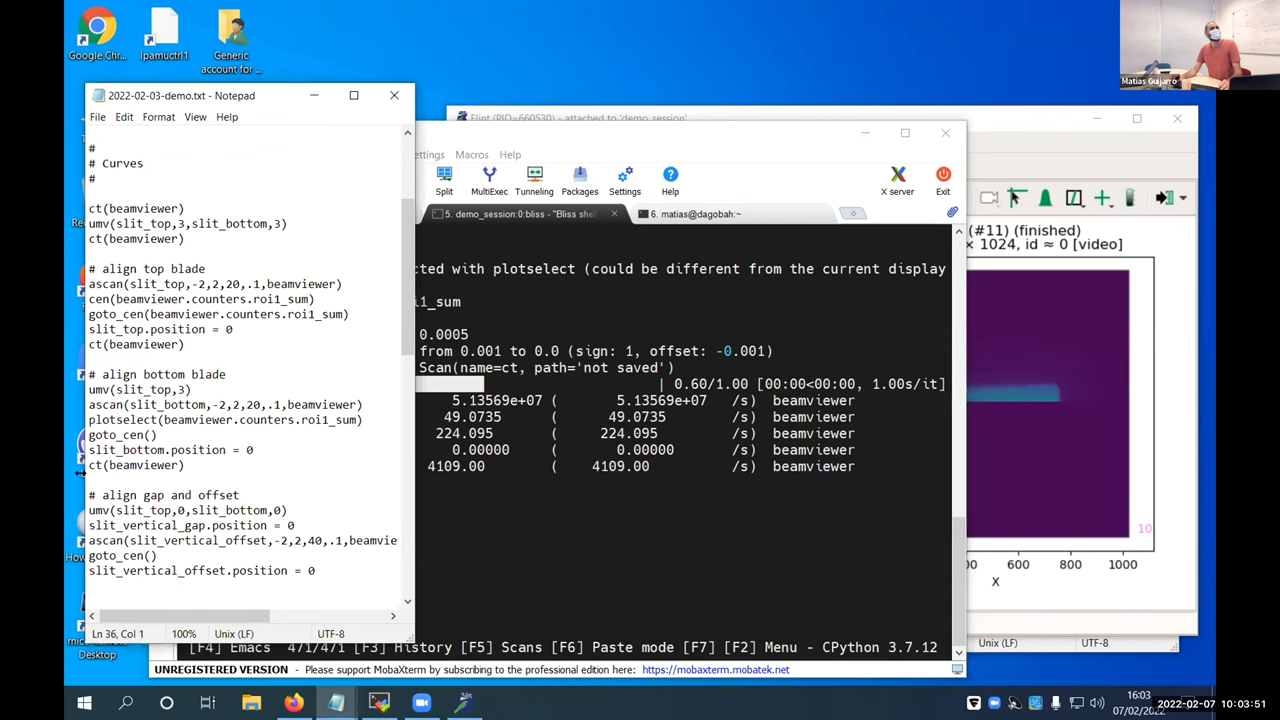 Google Chr...
lpamuctrl1
Generic
account for ...
Matias Guijarro
2022-02-03-demo.txt - Notepad
File Edit Format View Help
#
# Curves
#
ct(beamviewer)
umv(slit_top,3,slit_bottom,3)
ct(beamviewer)
# align top blade
ascan(slit_top,-2,2,20,.1,beamviewer)
cen(beamviewer.counters.roi1_sum)
goto_cen(beamviewer.counters.roi1_sum)
slit_top.position = 0
ct(beamviewer)
# align bottom blade
umv(slit_top,3)
ascan(slit_bottom,-2,2,20,.1,beamviewer)
plotselect(beamviewer.counters.roi1_sum)
goto_cen()
slit_bottom.position = 0
ct(beamviewer)
# align gap and offset
umv(slit_top,0,slit_bottom,0)
slit_vertical_gap.position = 0
ascan(slit_vertical_offset,-2,2,40,.1,beamvie
goto_cen()
slit_vertical_offset.position = 0
Ln 36, Col 1 100% Unix (LF) UTF-8
Flint (PID=660530) - attached to 'demo_session'
ettings Macros Help
Split MultiExec Tunneling Packages Settings Help X server Exit
5. demo_session:0:bliss - "Bliss shel
6. matias@dagobah:~
cted with plotselect (could be different from the current display
i1_sum
0.0005
from 0.001 to 0.0 (sign: 1, offset: -0.001)
Scan(name=ct, path='not saved')
| 0.60/1.00 [00:00<00:00, 1.00s/it]
5.13569e+07 ( 5.13569e+07 /s) beamviewer
49.0735 ( 49.0735 /s) beamviewer
224.095 ( 224.095 /s) beamviewer
0.00000 ( 0.00000 /s) beamviewer
4109.00 ( 4109.00 /s) beamviewer
[F4] Emacs 471/471 [F3] History [F5] Scans [F6] Paste mode [F7] [F2] Menu - CPython 3.7.12
UNREGISTERED VERSION - Please support MobaXterm by subscribing to the professional edition here: https://mobaxterm.mobatek.net
(#11) (finished)
× 1024, id ≈ 0 [video]
10
600 800 1000
X
Unix (LF) UTF-8
Desktop
16:03
07/02/2022
2022-02-07 10:03:51